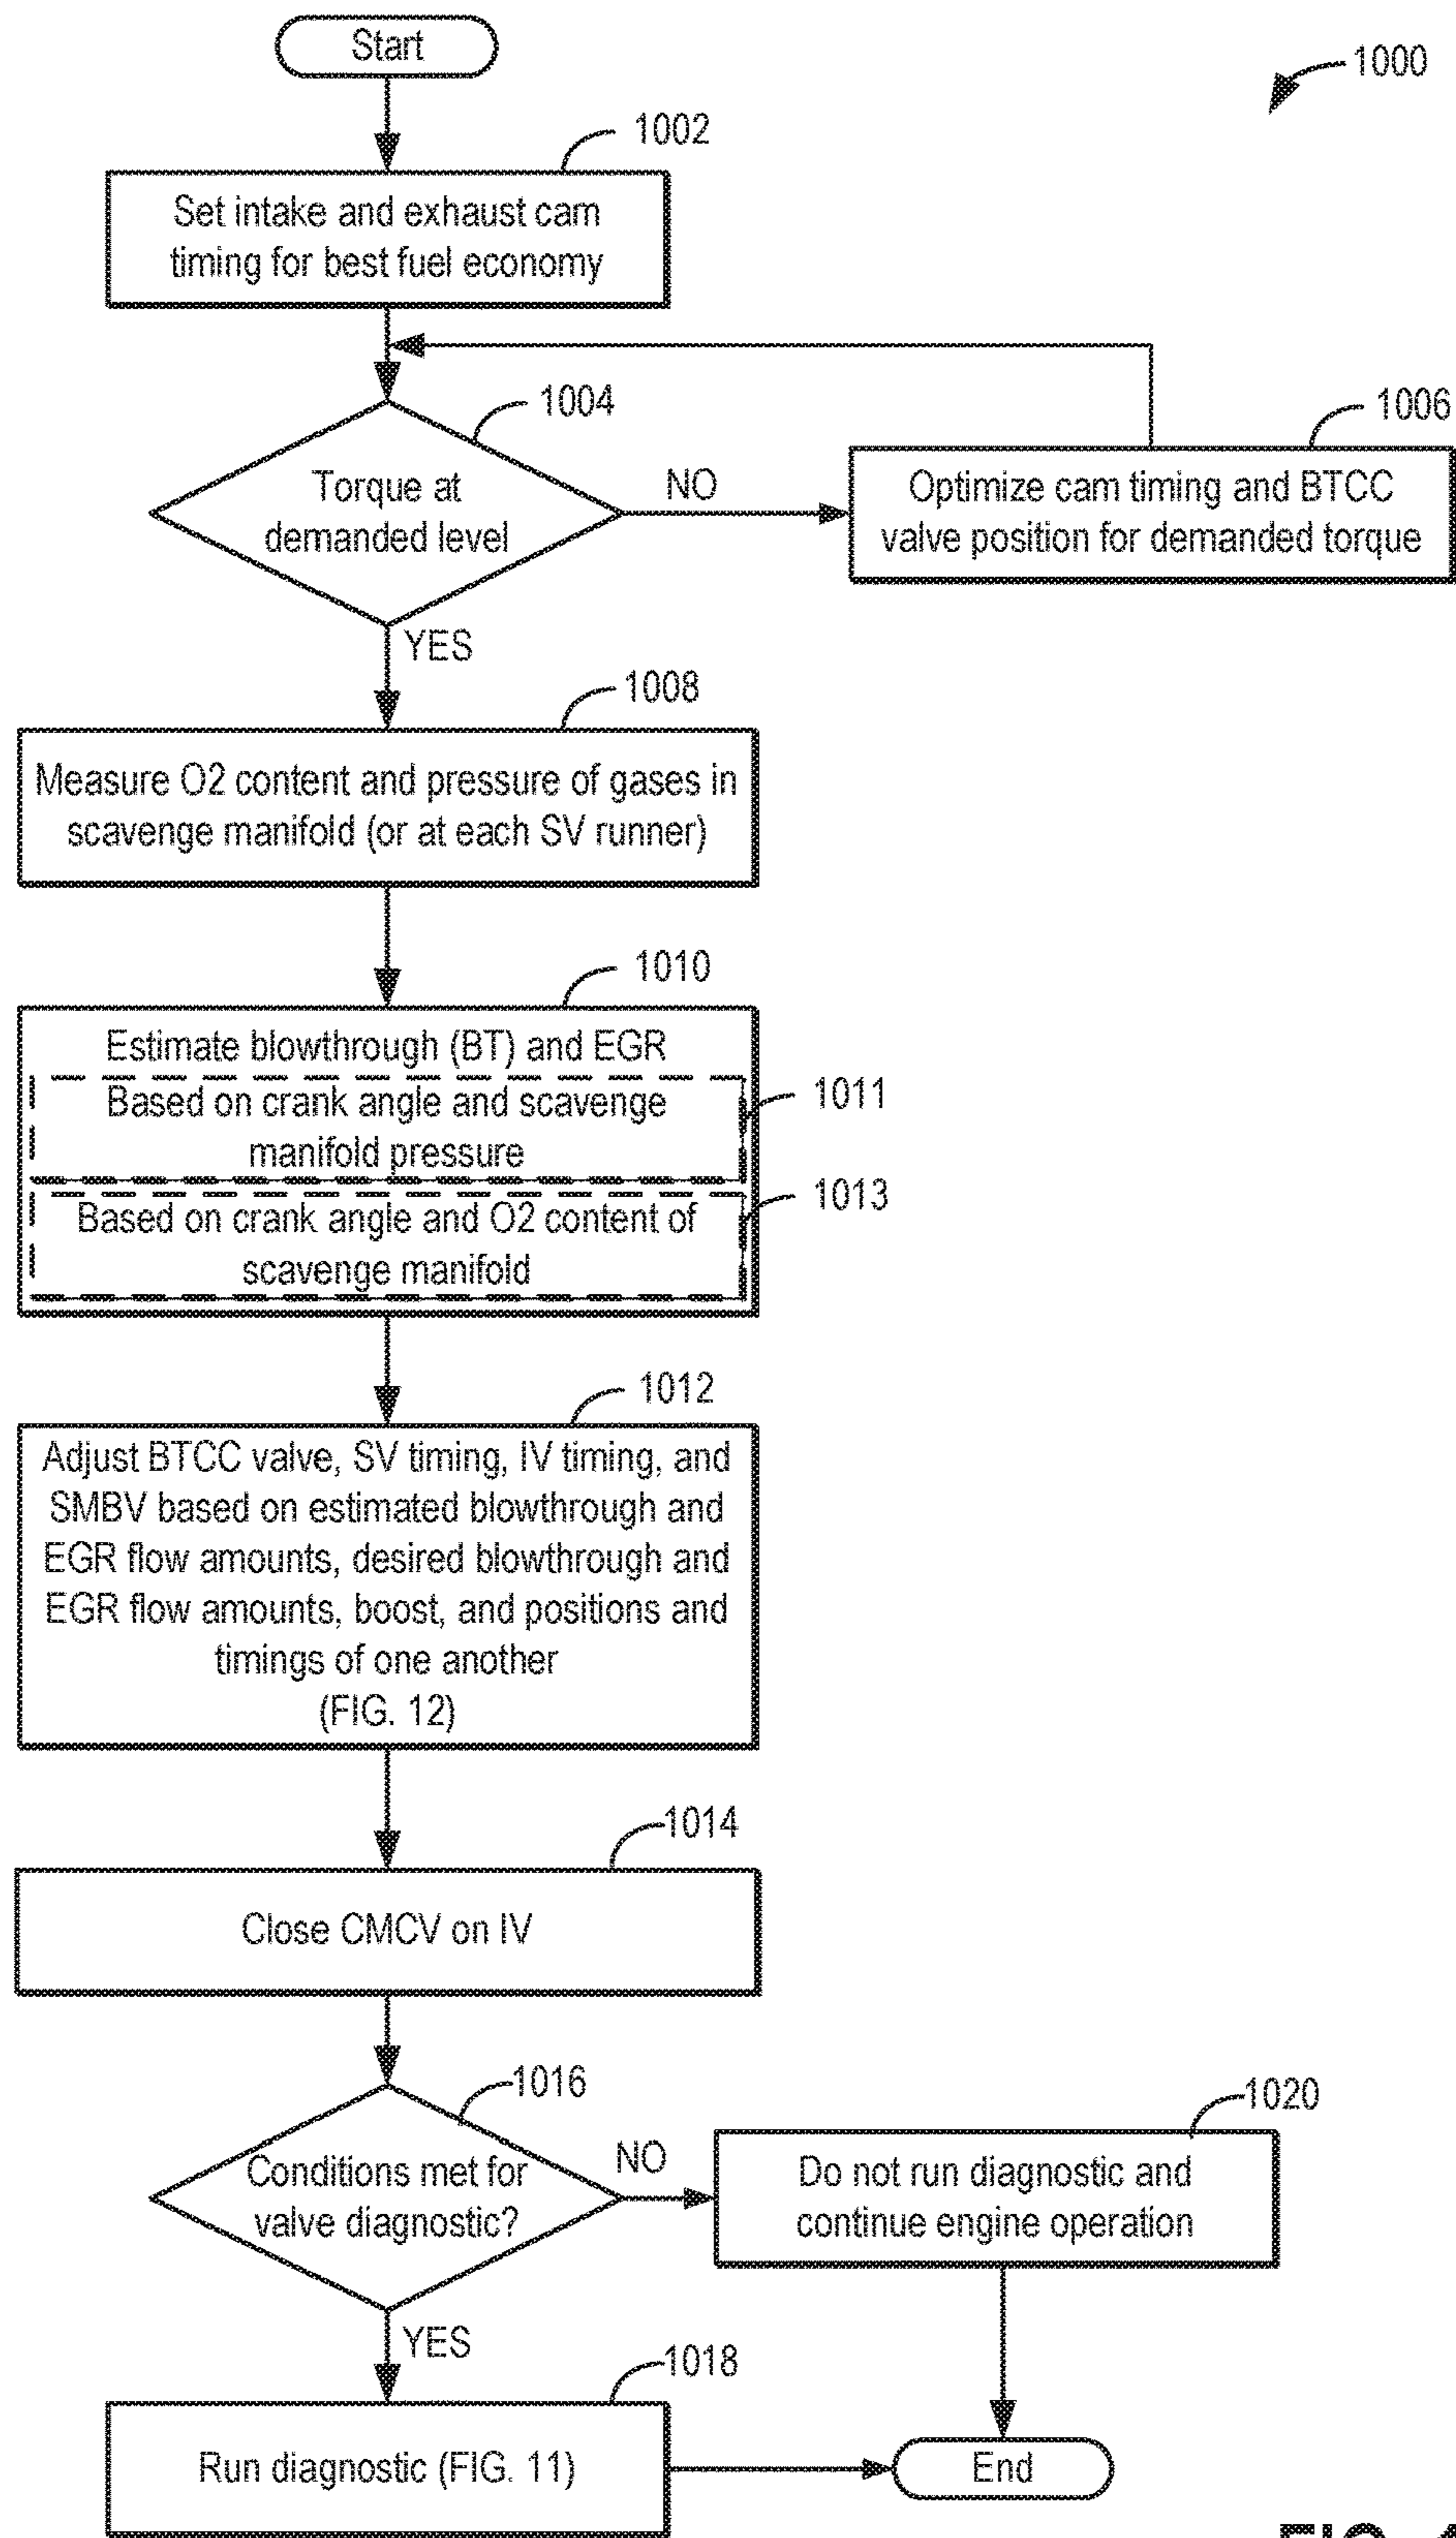 Start
1000
1002
Set intake and exhaust cam
timing for best fuel economy
1004
Torque at
demanded level
NO
1006
Optimize cam timing and BTCC
valve position for demanded torque
YES
1008
Measure O2 content and pressure of gases in
scavenge manifold (or at each SV runner)
1010
Estimate blowthrough (BT) and EGR
Based on crank angle and scavenge
manifold pressure
1011
Based on crank angle and O2 content of
scavenge manifold
1013
1012
Adjust BTCC valve, SV timing, IV timing, and
SMBV based on estimated blowthrough and
EGR flow amounts, desired blowthrough and
EGR flow amounts, boost, and positions and
timings of one another
(FIG. 12)
1014
Close CMCV on IV
1016
Conditions met for
valve diagnostic?
NO
1020
Do not run diagnostic and
continue engine operation
YES
1018
Run diagnostic (FIG. 11)
End